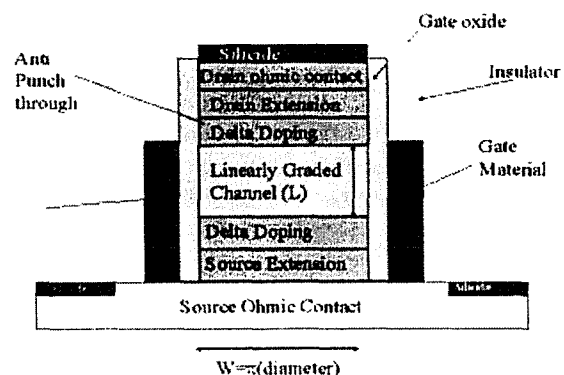 Gate oxide
Silicide
Anti
Punch
through
Drain ohmic contact
Insulator
Drain Extension
Delta Doping
Gate
Material
Linearly Graded
Channel (L)
Delta Doping
Source Extension
Silicide
Source Ohmic Contact
W=π(diameter)